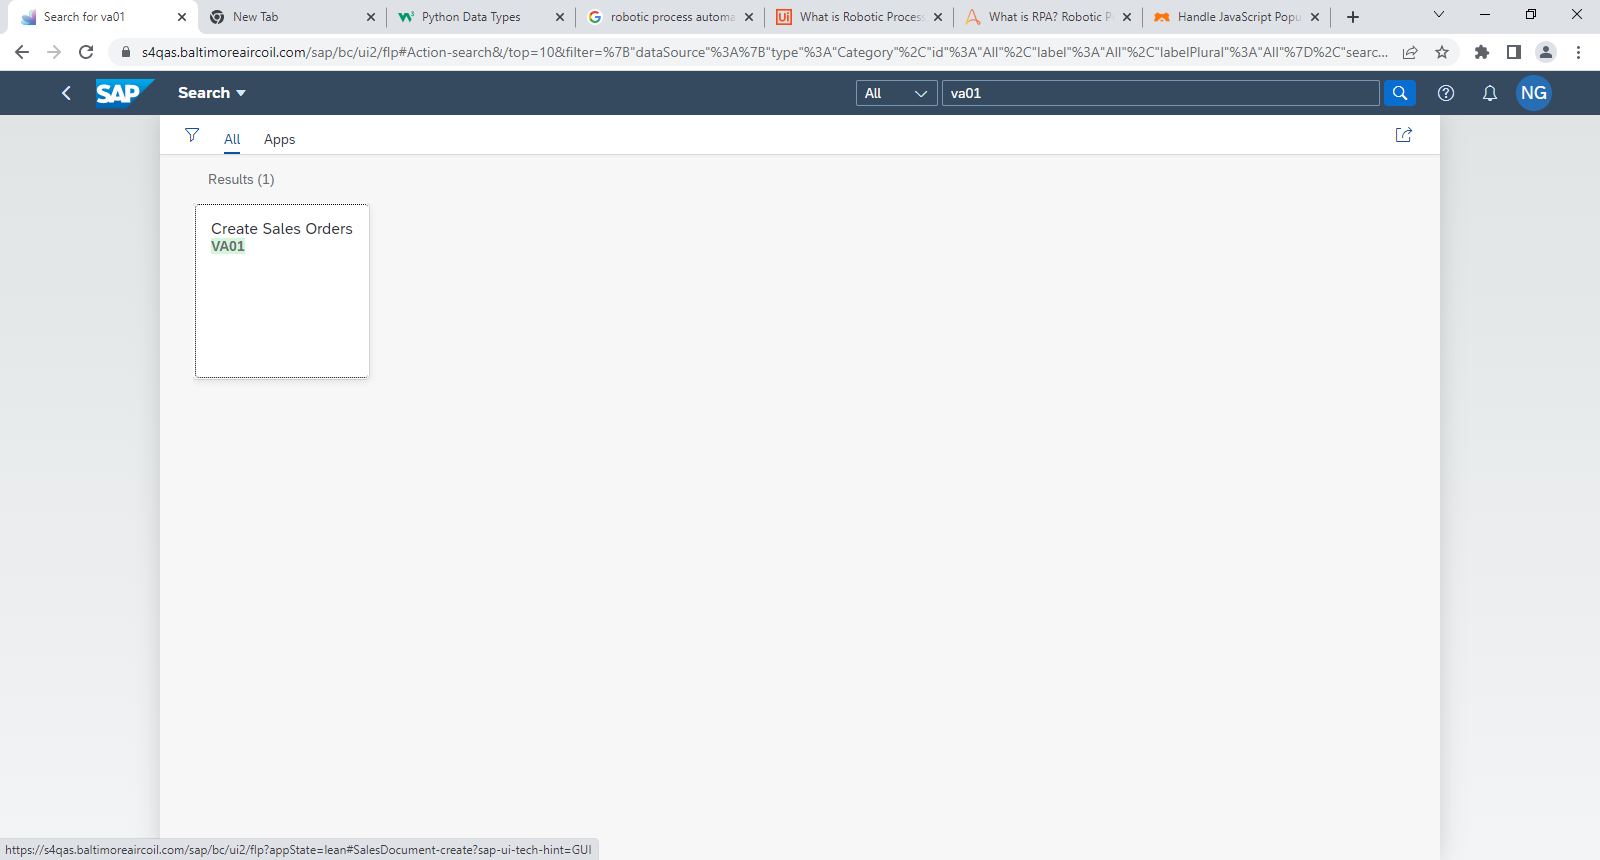 Search for va01
New Tab
Python Data Types
robotic process automa
What is Robotic Process
What is RPA? Robotic P
Handle JavaScript Popu
s4qas.baltimoreaircoil.com/sap/bc/ui2/flp#Action-search&/top=10&filter=%7B"dataSource"%3A%7B"type"%3A"Category"%2C"id"%3A"All"%2C"label"%3A"All"%2C"labelPlural"%3A"All"%7D%2C"searc...
SAP
Search
All
va01
NG
All
Apps
Results (1)
Create Sales Orders
VA01
https://s4qas.baltimoreaircoil.com/sap/bc/ui2/flp?appState=lean#SalesDocument-create?sap-ui-tech-hint=GUI